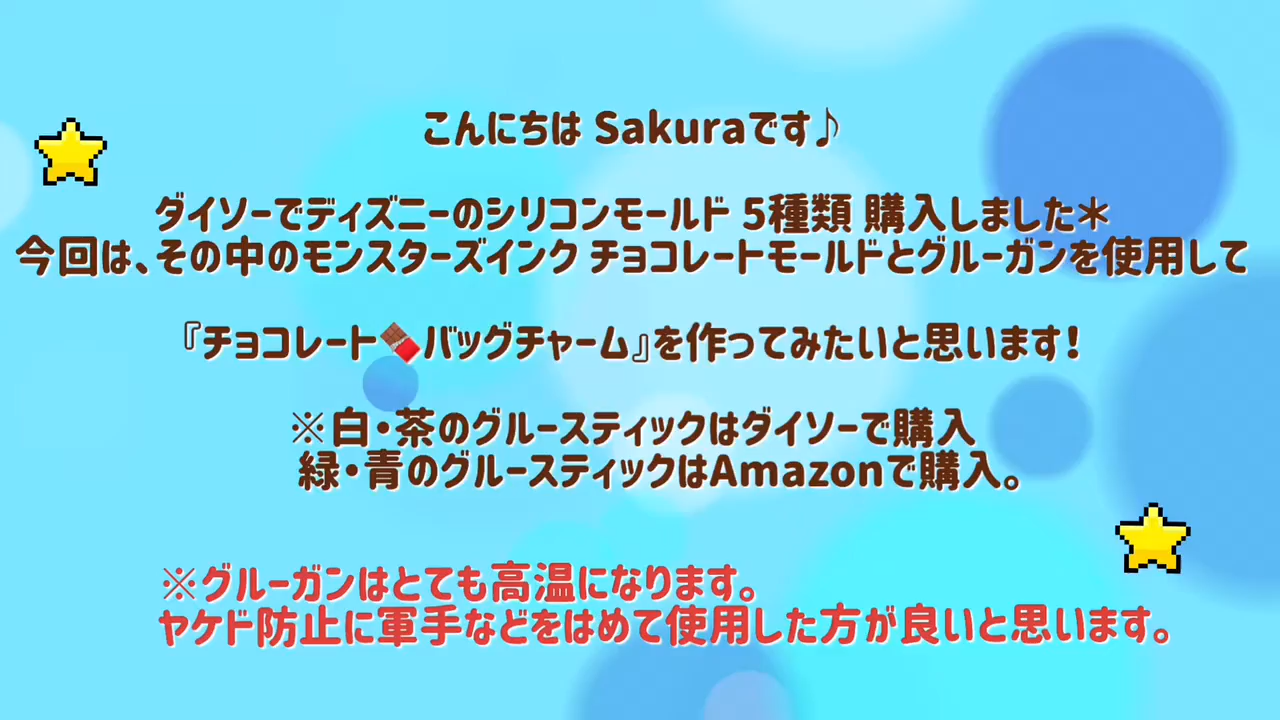 こんにちは Sakuraです♪
ダイソーでディズニーのシリコンモールド 5種類 購入しました＊
今回は、その中のモンスターズインク チョコレートモールドとグルーガンを使用して
『チョコレート🍫バッグチャーム』を作ってみたいと思います!
※白・茶のグルースティックはダイソーで購入
緑・青のグルースティックはAmazonで購入。
※グルーガンはとても高温になります。
ヤケド防止に軍手などをはめて使用した方が良いと思います。